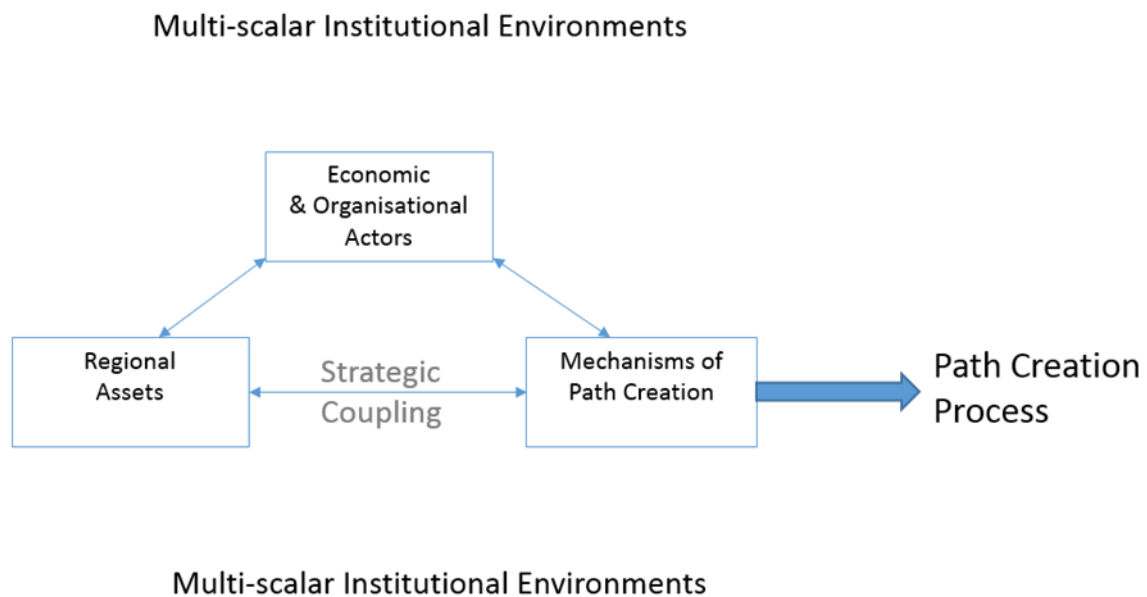 Multi-scalar Institutional Environments
Economic
& Organisational
Actors
Regional
Assets
Strategic
Coupling
Mechanisms of
Path Creation
Path Creation
Process
Multi-scalar Institutional Environments